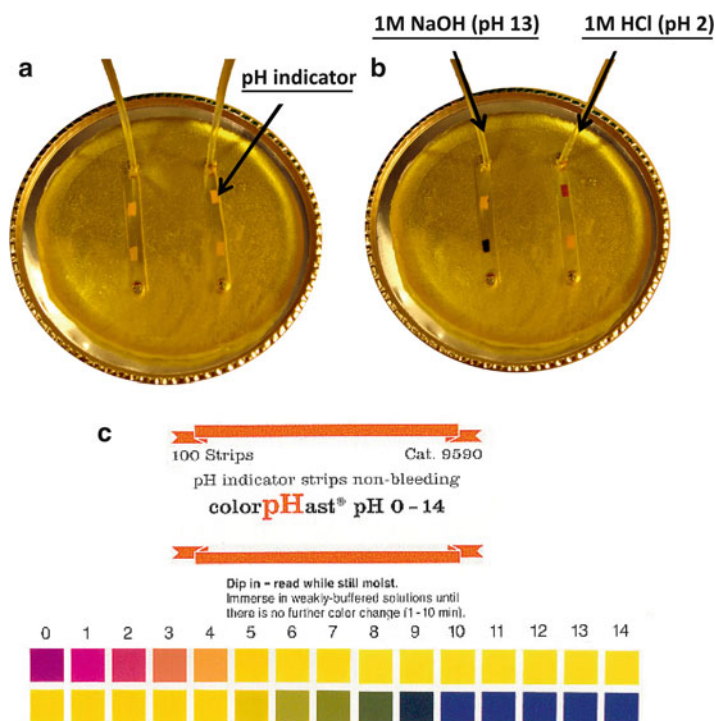 1M NaOH (pH 13)
1M HCl (pH 2)
a
pH indicator
b
c
100 Strips
Cat. 9590
pH indicator strips non-bleeding
colorpHast® pH 0 – 14
Dip in – read while still moist.
Immerse in weakly-buffered solutions until
there is no further color change (1 - 10 min).
0 1 2 3 4 5 6 7 8 9 10 11 12 13 14